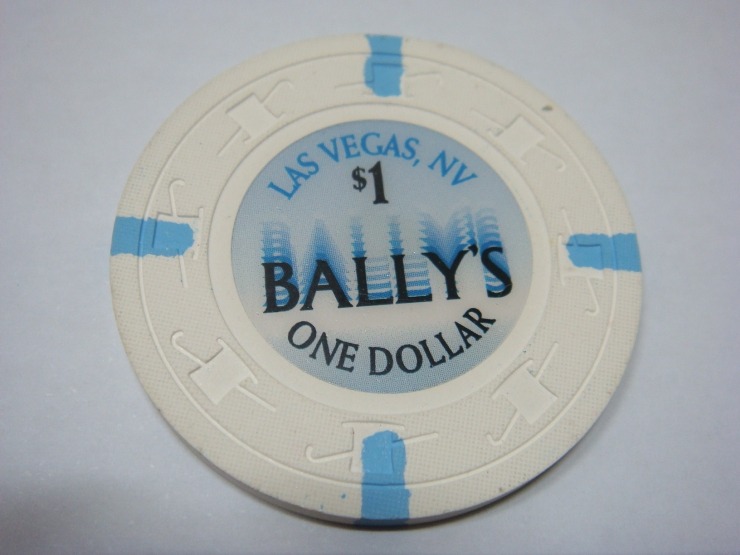 LAS VEGAS, NV
$1
BALLY'S
ONE DOLLAR